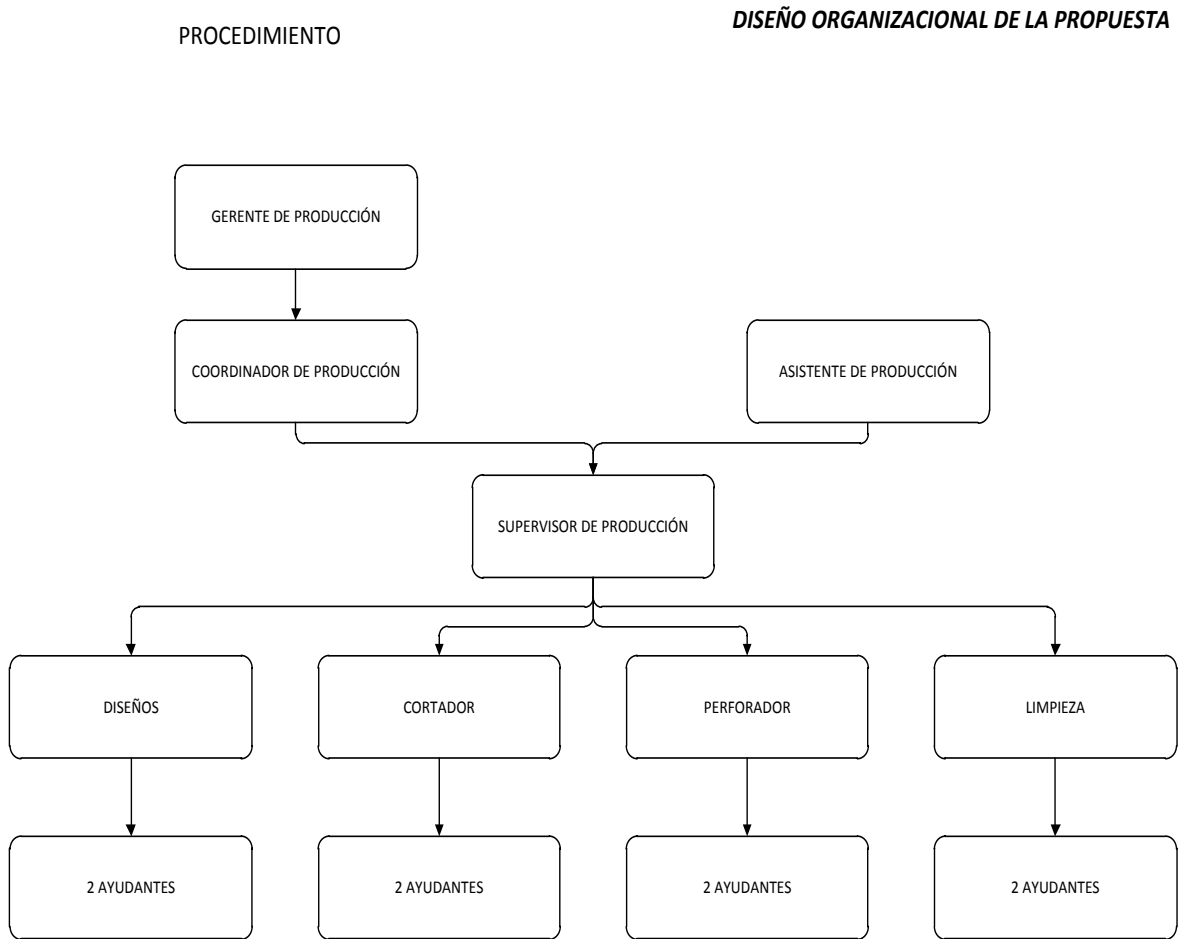 DISEÑO ORGANIZACIONAL DE LA PROPUESTA
PROCEDIMIENTO
GERENTE DE PRODUCCIÓN
COORDINADOR DE PRODUCCIÓN
ASISTENTE DE PRODUCCIÓN
SUPERVISOR DE PRODUCCIÓN
DISEÑOS
CORTADOR
PERFORADOR
LIMPIEZA
2 AYUDANTES
2 AYUDANTES
2 AYUDANTES
2 AYUDANTES